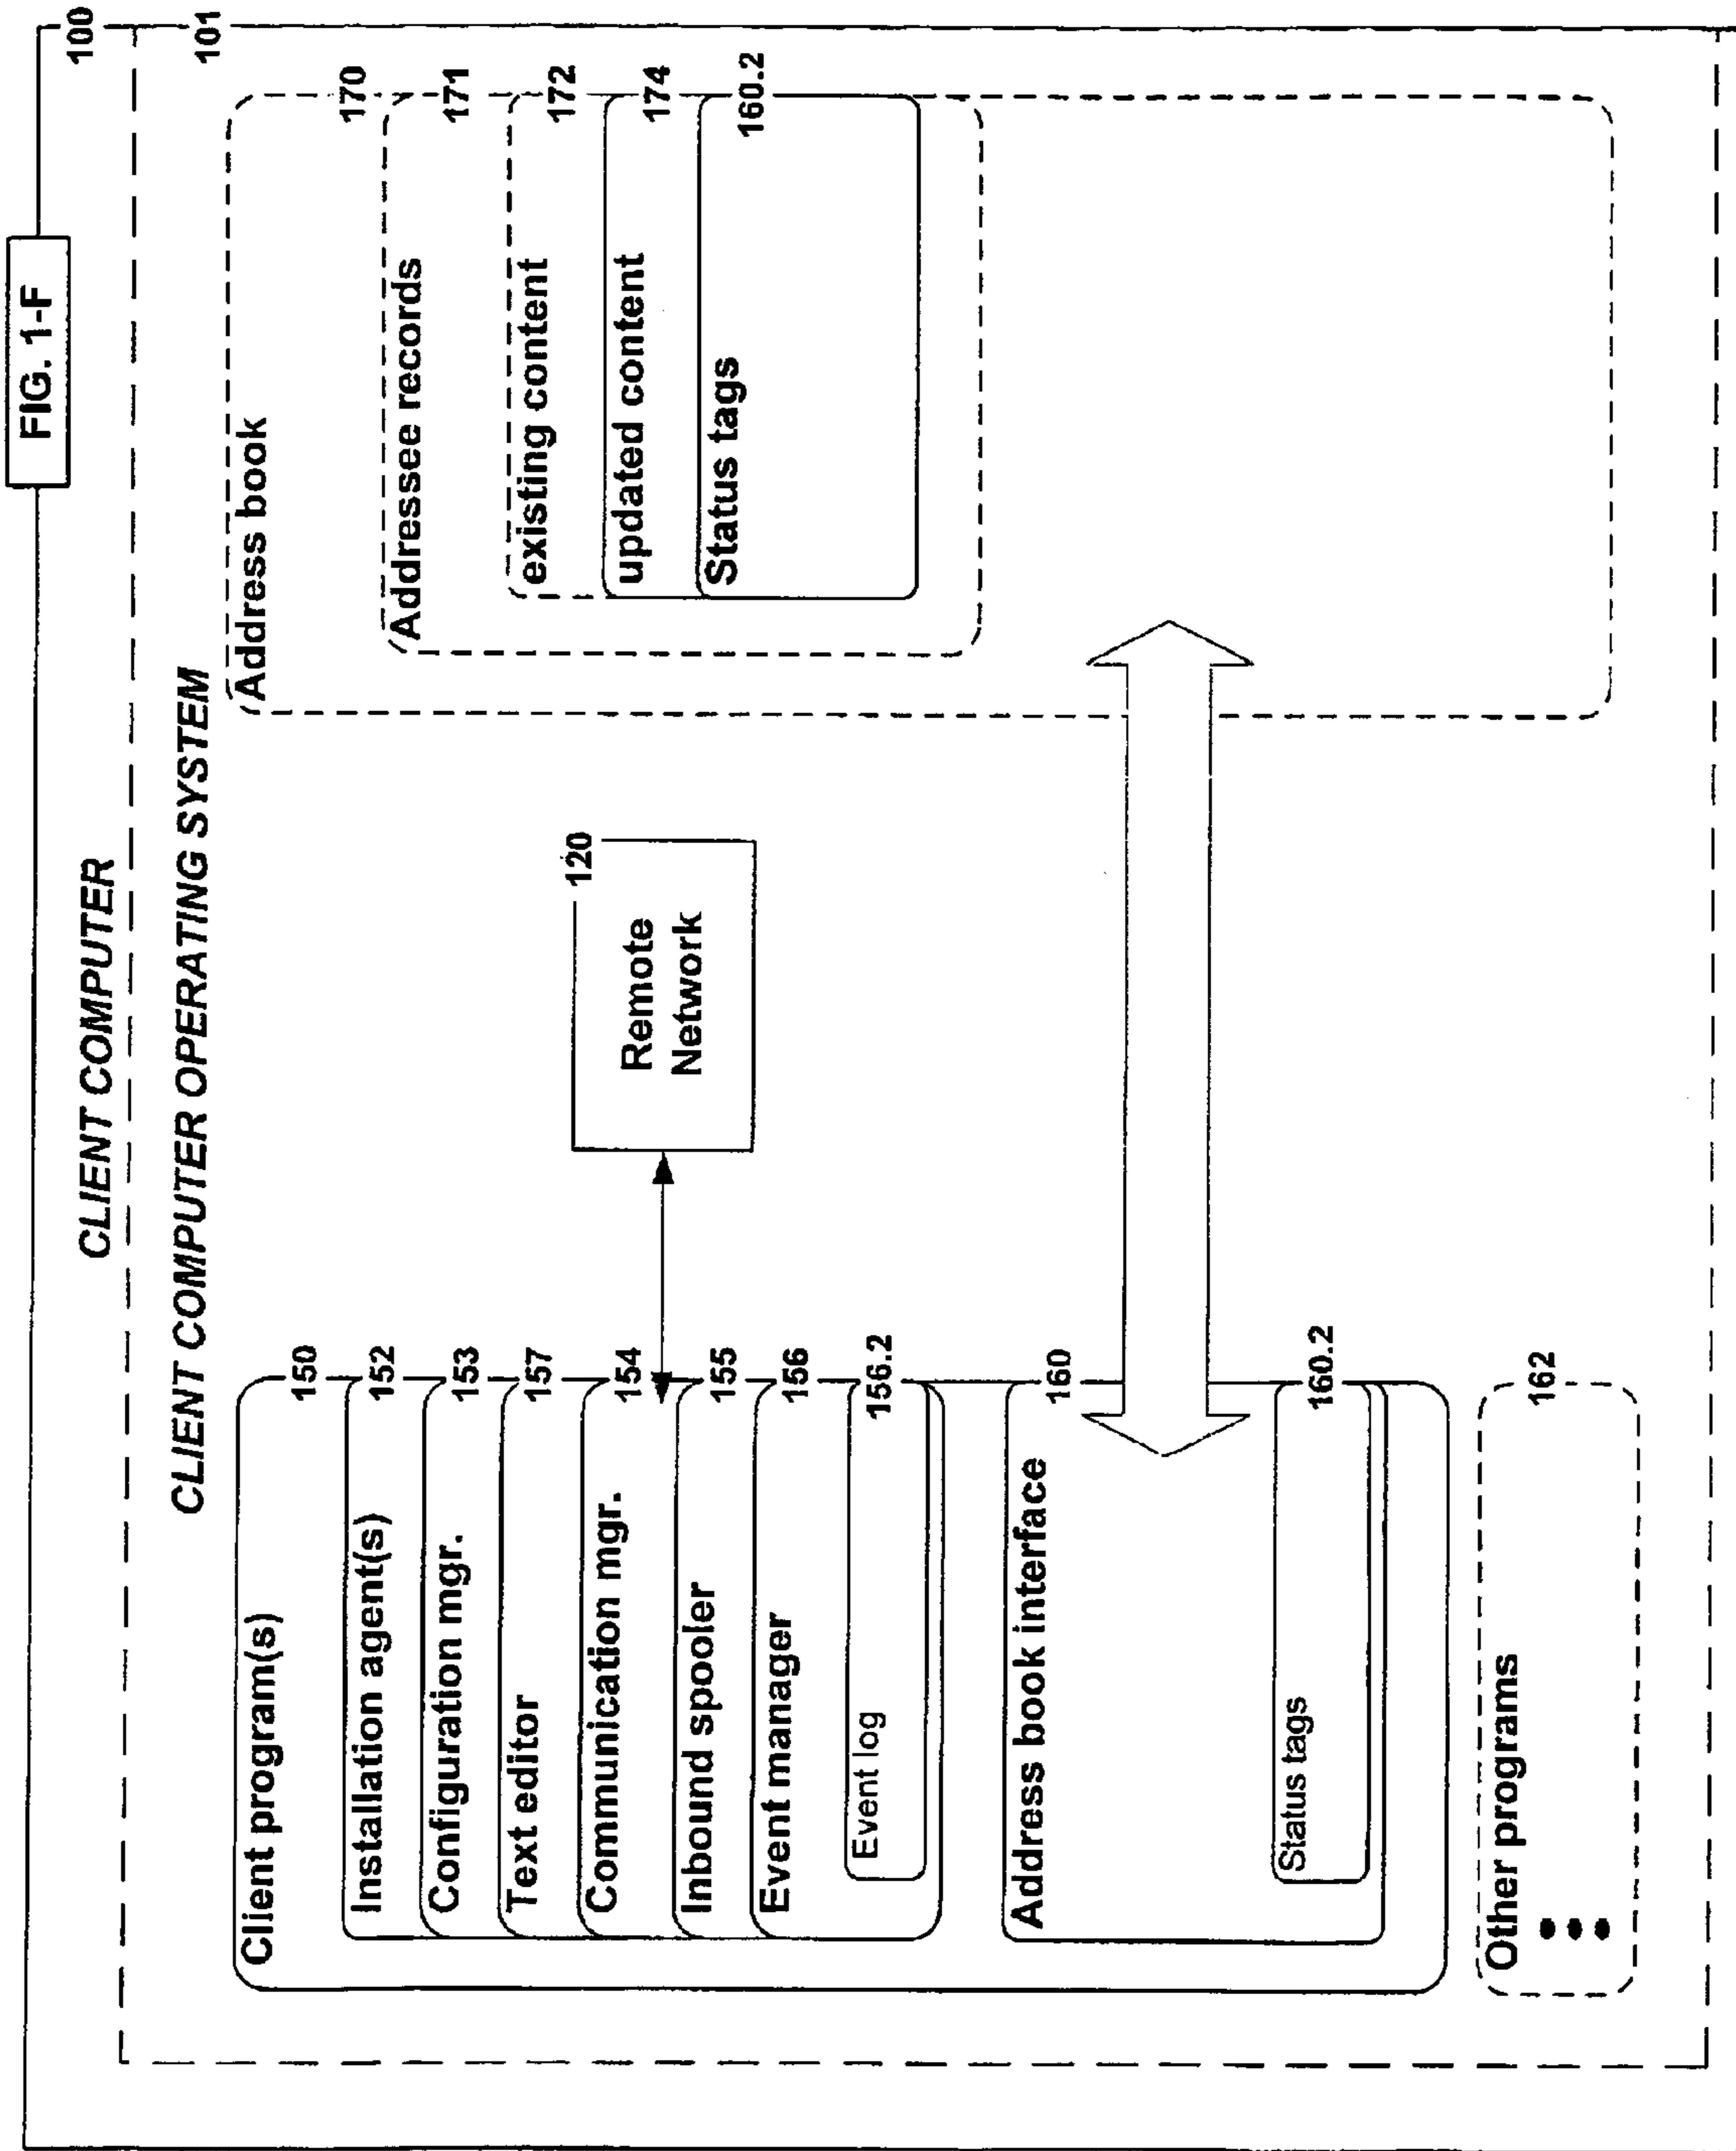 FIG. 1-F
100
CLIENT COMPUTER
101
CLIENT COMPUTER OPERATING SYSTEM
Client program(s)
150
Installation agent(s)
152
Configuration mgr.
153
Text editor
157
Communication mgr.
154
Inbound spooler
155
Event manager
156
Event log
156.2
Address book interface
160
Status tags
160.2
Other programs
162
Remote
Network
120
Address book
170
Addressee records
171
existing content
172
updated content
174
Status tags
160.2